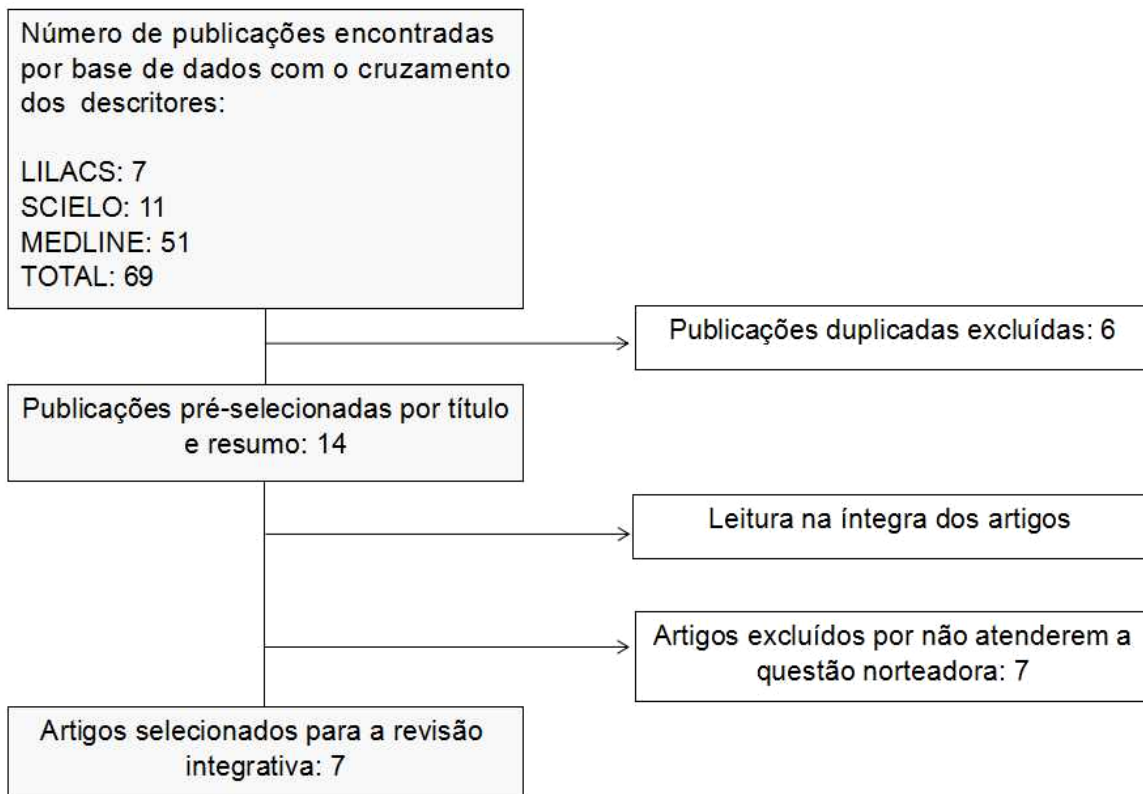 Número de publicações encontradas
por base de dados com o cruzamento
dos descritores:
LILACS: 7
SCIELO: 11
MEDLINE: 51
TOTAL: 69
Publicações duplicadas excluídas: 6
Publicações pré-selecionadas por título
e resumo: 14
Leitura na íntegra dos artigos
Artigos excluídos por não atenderem a
questão norteadora: 7
Artigos selecionados para a revisão
integrativa: 7